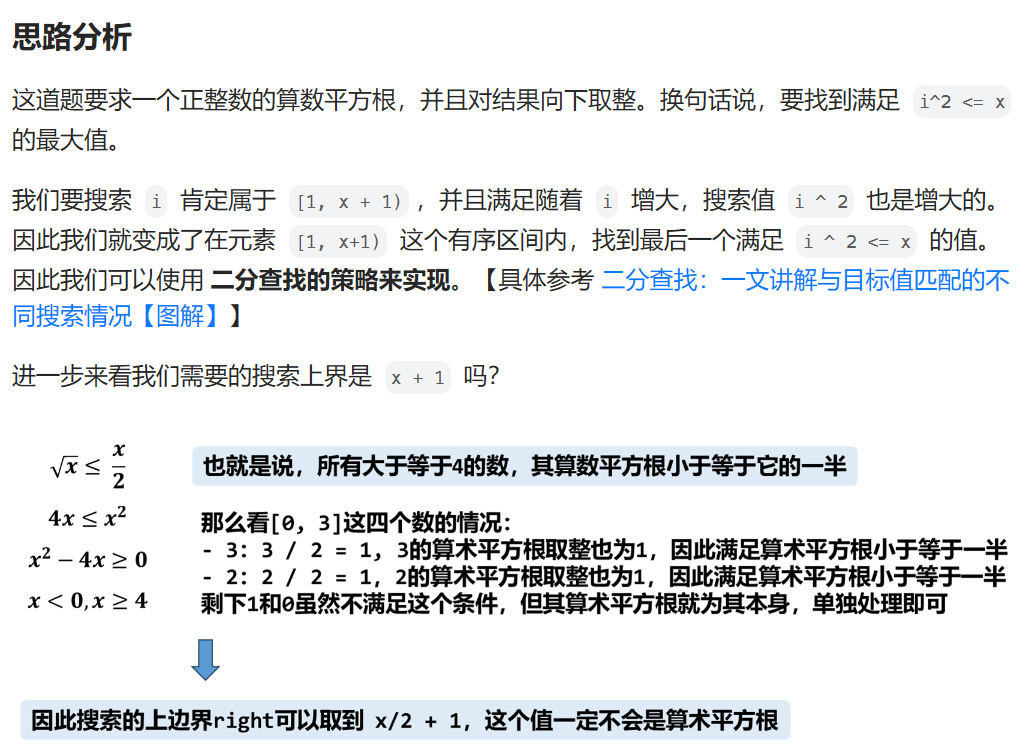 思路分析
这道题要求一个正整数的算数平方根，并且对结果向下取整。换句话说，要找到满足 i^2 <= x
的最大值。
我们要搜索 i 肯定属于 [1, x + 1) ，并且满足随着 i 增大，搜索值 i ^ 2 也是增大的。
因此我们就变成了在元素 [1, x+1) 这个有序区间内，找到最后一个满足 i ^ 2 <= x 的值。
因此我们可以使用 二分查找的策略来实现。【具体参考 二分查找：一文讲解与目标值匹配的不
同搜索情况【图解】】
进一步来看我们需要的搜索上界是 x + 1 吗？
√x ≤ x/2
也就是说，所有大于等于4的数，其算数平方根小于等于它的一半
4x ≤ x²
x² − 4x ≥ 0
x < 0, x ≥ 4
那么看[0, 3]这四个数的情况：
- 3: 3 / 2 = 1, 3的算术平方根取整也为1，因此满足算术平方根小于等于一半
- 2: 2 / 2 = 1, 2的算术平方根取整也为1，因此满足算术平方根小于等于一半
剩下1和0虽然不满足这个条件，但其算术平方根就为其本身，单独处理即可
因此搜索的上边界right可以取到 x/2 + 1，这个值一定不会是算术平方根